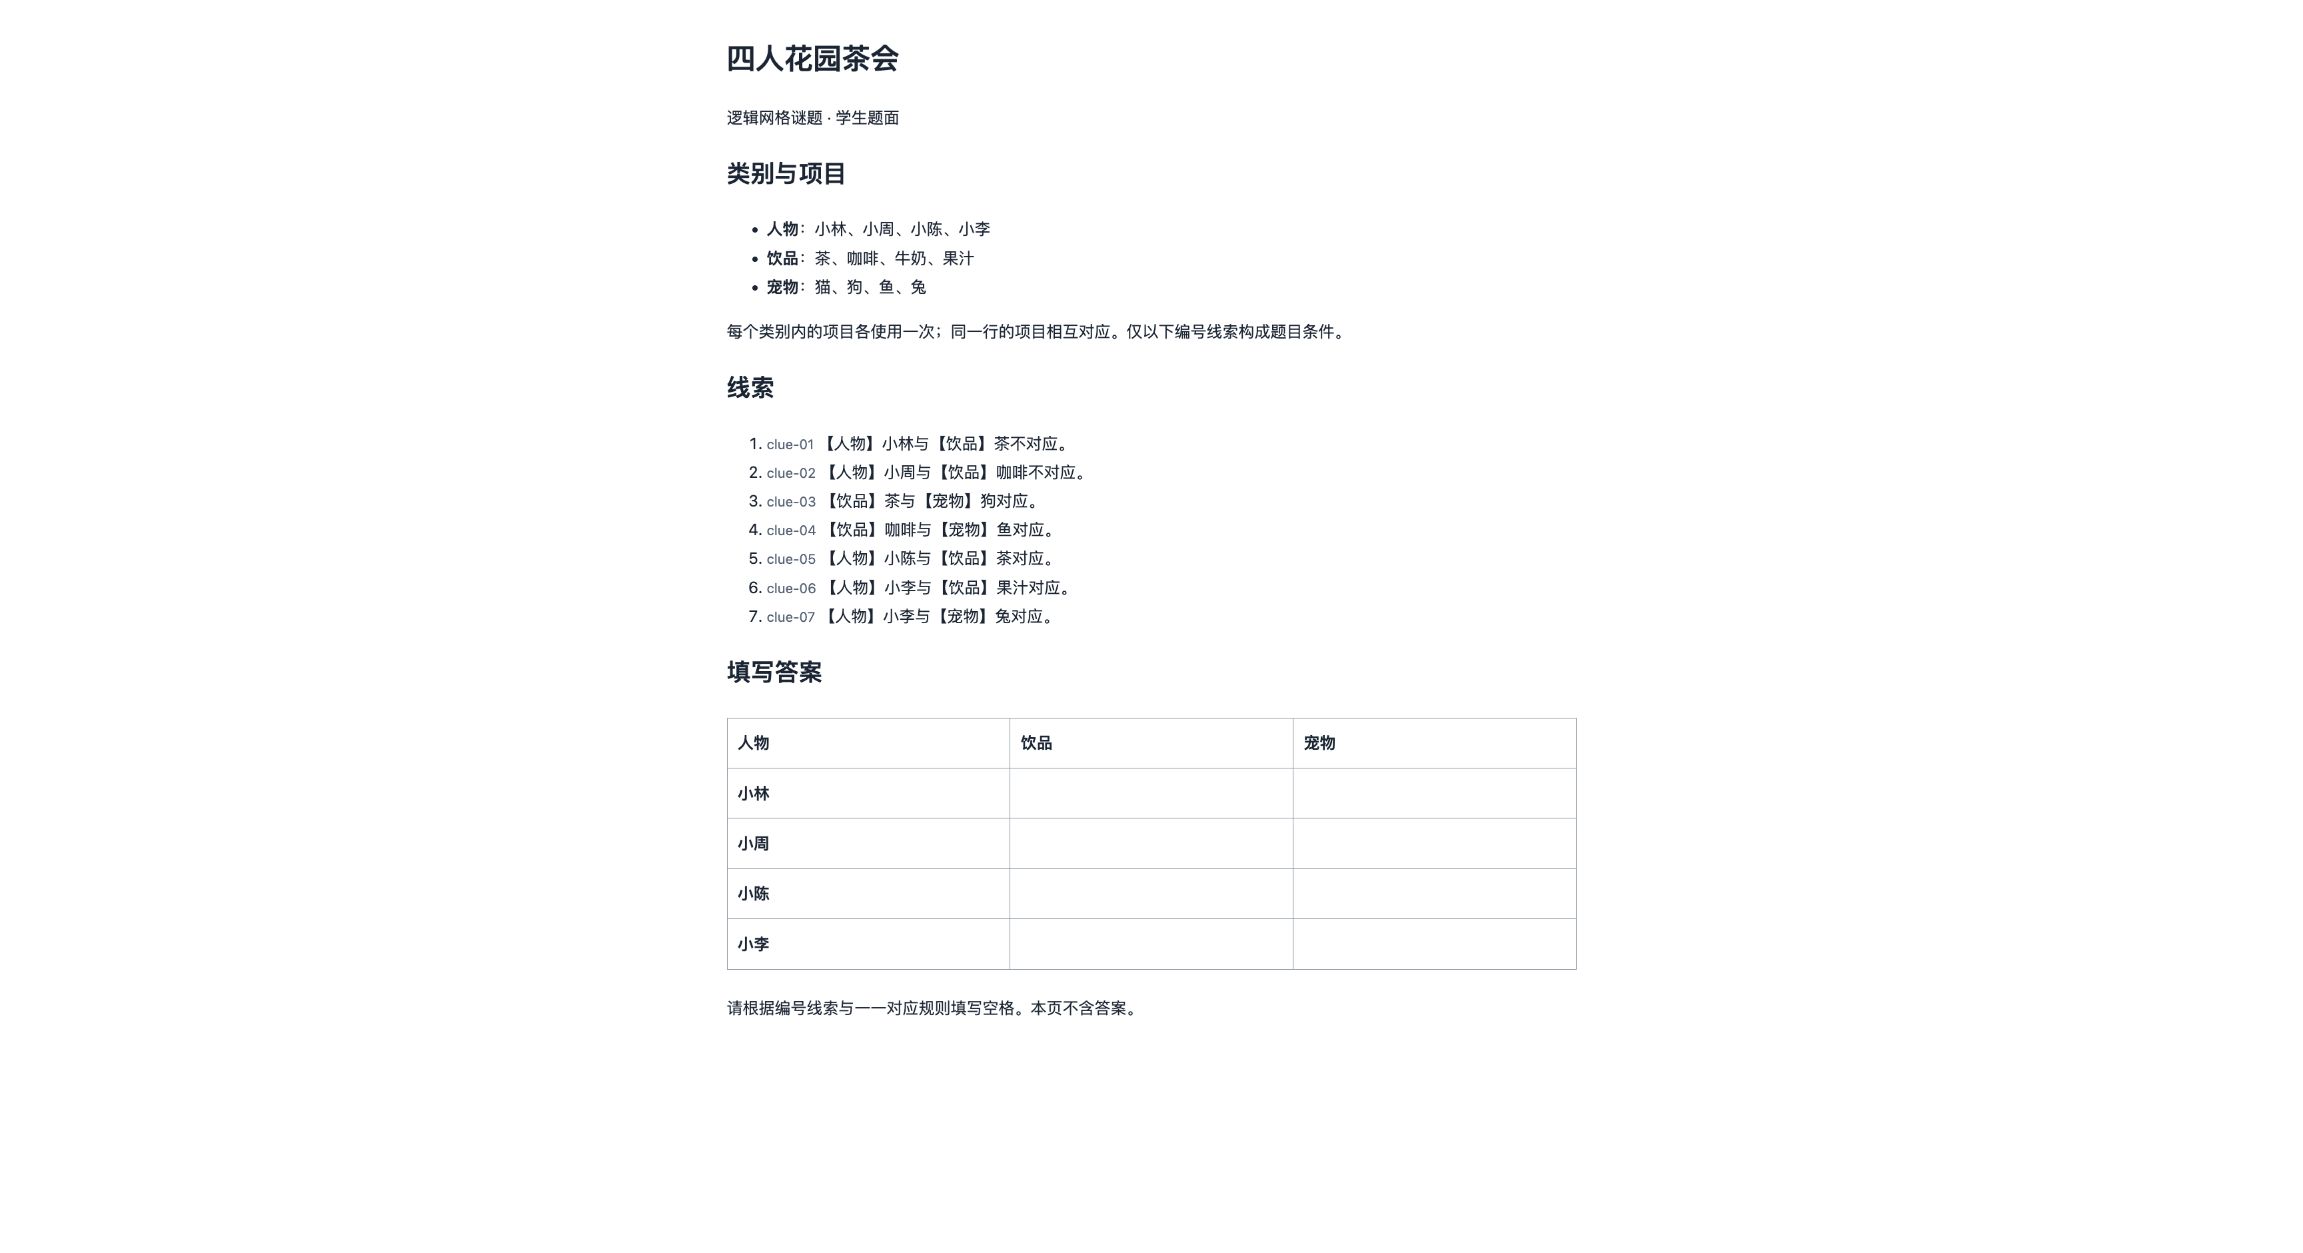 四人花园茶会
逻辑网格谜题 · 学生题面
类别与项目
• 人物：小林、小周、小陈、小李
• 饮品：茶、咖啡、牛奶、果汁
• 宠物：猫、狗、鱼、兔
每个类别内的项目各使用一次；同一行的项目相互对应。仅以下编号线索构成题目条件。
线索
1. clue-01 【人物】小林与【饮品】茶不对应。
2. clue-02 【人物】小周与【饮品】咖啡不对应。
3. clue-03 【饮品】茶与【宠物】狗对应。
4. clue-04 【饮品】咖啡与【宠物】鱼对应。
5. clue-05 【人物】小陈与【饮品】茶对应。
6. clue-06 【人物】小李与【饮品】果汁对应。
7. clue-07 【人物】小李与【宠物】兔对应。
填写答案
人物 饮品 宠物
小林
小周
小陈
小李
请根据编号线索与一一对应规则填写空格。本页不含答案。